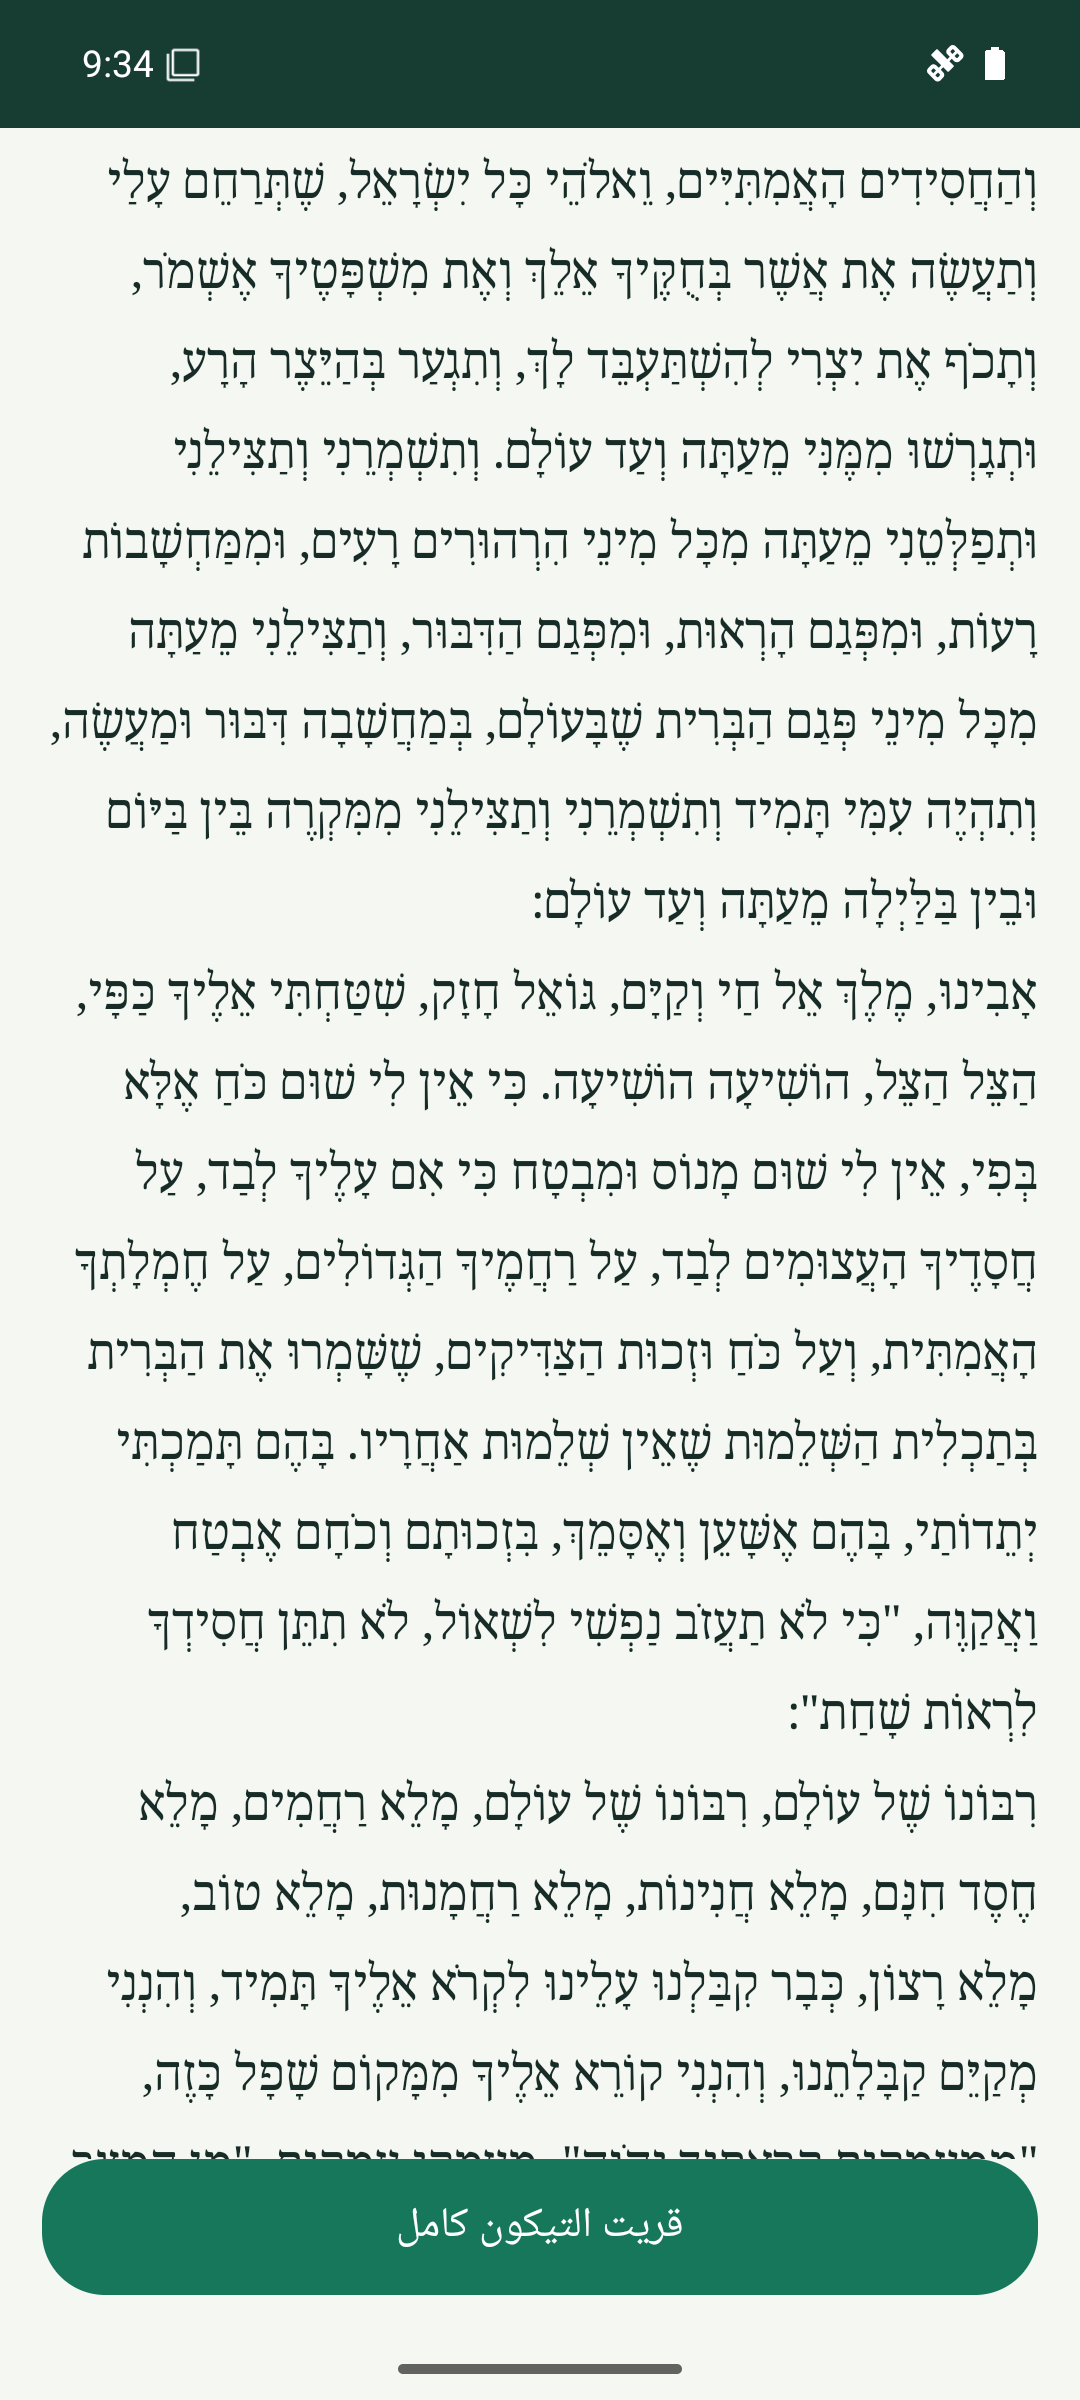 9:34
וְהַחֲסִידִים הָאֲמִתִּיִּים, וֵאלֹהֵי כָּל יִשְׂרָאֵל, שֶׁתְּרַחֵם עָלַי
וְתַעֲשֶׂה אֶת אֲשֶׁר בְּחֻקֶּיךָ אֵלֵךְ וְאֶת מִשְׁפָּטֶיךָ אֶשְׁמֹר,
וְתָכֹף אֶת יִצְרִי לְהִשְׁתַּעְבֵּד לָךְ, וְתִגְעַר בְּהַיֵּצֶר הָרָע,
וּתְגָרְשׁוּ מִמֶּנִּי מֵעַתָּה וְעַד עוֹלָם. וְתִשְׁמְרֵנִי וְתַצִּילֵנִי
וּתְפַלְּטֵנִי מֵעַתָּה מִכָּל מִינֵי הִרְהוּרִים רָעִים, וּמִמַּחְשָׁבוֹת
רָעוֹת, וּמִפְּגַם הָרְאוּת, וּמִפְּגַם הַדִּבּוּר, וְתַצִּילֵנִי מֵעַתָּה
מִכָּל מִינֵי פְּגַם הַבְּרִית שֶׁבָּעוֹלָם, בְּמַחֲשָׁבָה דִּבּוּר וּמַעֲשֶׂה,
וְתִהְיֶה עִמִּי תָּמִיד וְתִשְׁמְרֵנִי וְתַצִּילֵנִי מִמִּקְרֶה בֵּין בַּיּוֹם
וּבֵין בַּלַּיְלָה מֵעַתָּה וְעַד עוֹלָם:
אָבִינוּ, מֶלֶךְ אֵל חַי וְקַיָּם, גּוֹאֵל חָזָק, שִׁטַּחְתִּי אֵלֶיךָ כַּפָּי,
הַצֵּל הַצֵּל, הוֹשִׁיעָה הוֹשִׁיעָה. כִּי אֵין לִי שׁוּם כֹּחַ אֶלָּא
בְּפִי, אֵין לִי שׁוּם מָנוֹס וּמִבְטָח כִּי אִם עָלֶיךָ לְבַד, עַל
חֲסָדֶיךָ הָעֲצוּמִים לְבַד, עַל רַחֲמֶיךָ הַגְּדוֹלִים, עַל חֶמְלָתְךָ
הָאֲמִתִּית, וְעַל כֹּחַ וּזְכוּת הַצַּדִּיקִים, שֶׁשָּׁמְרוּ אֶת הַבְּרִית
בְּתַכְלִית הַשְּׁלֵמוּת שֶׁאֵין שְׁלֵמוּת אַחֲרָיו. בָּהֶם תָּמַכְתִּי
יְתֵדוֹתַי, בָּהֶם אֶשָּׁעֵן וְאֶסָּמֵךְ, בִּזְכוּתָם וְכֹחָם אֶבְטַח
וַאֲקַוֶּה, "כִּי לֹא תַעֲזֹב נַפְשִׁי לִשְׁאוֹל, לֹא תִתֵּן חֲסִידְךָ
לִרְאוֹת שָׁחַת":
רִבּוֹנוֹ שֶׁל עוֹלָם, רִבּוֹנוֹ שֶׁל עוֹלָם, מָלֵא רַחֲמִים, מָלֵא
חֶסֶד חִנָּם, מָלֵא חֲנִינוֹת, מָלֵא רַחֲמָנוּת, מָלֵא טוֹב,
מָלֵא רָצוֹן, כְּבָר קִבַּלְנוּ עָלֵינוּ לִקְרֹא אֵלֶיךָ תָּמִיד, וְהִנְנִי
מְקַיֵּם קַבָּלָתֵנוּ, וְהִנְנִי קוֹרֵא אֵלֶיךָ מִמָּקוֹם שָׁפָל כָּזֶה,
قريت التيكون كامل